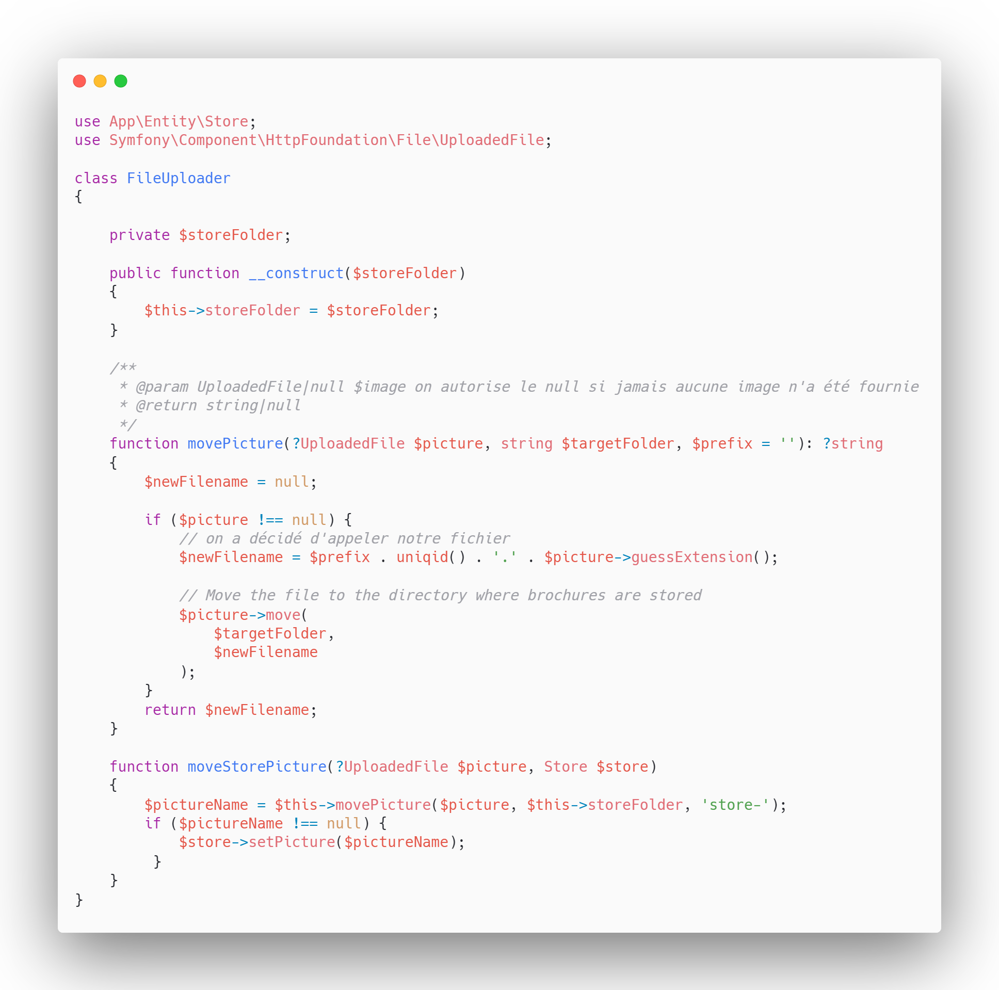 use App\Entity\Store;
use Symfony\Component\HttpFoundation\File\UploadedFile;
class FileUploader
{
private $storeFolder;
public function __construct($storeFolder)
{
$this->storeFolder = $storeFolder;
}
/**
* @param UploadedFile|null $image on autorise le null si jamais aucune image n'a été fournie
* @return string|null
*/
function movePicture(?UploadedFile $picture, string $targetFolder, $prefix = ''): ?string
{
$newFilename = null;
if ($picture !== null) {
// on a décidé d'appeler notre fichier
$newFilename = $prefix . uniqid() . '.' . $picture->guessExtension();
// Move the file to the directory where brochures are stored
$picture->move(
$targetFolder,
$newFilename
);
}
return $newFilename;
}
function moveStorePicture(?UploadedFile $picture, Store $store)
{
$pictureName = $this->movePicture($picture, $this->storeFolder, 'store-');
if ($pictureName !== null) {
$store->setPicture($pictureName);
}
}
}